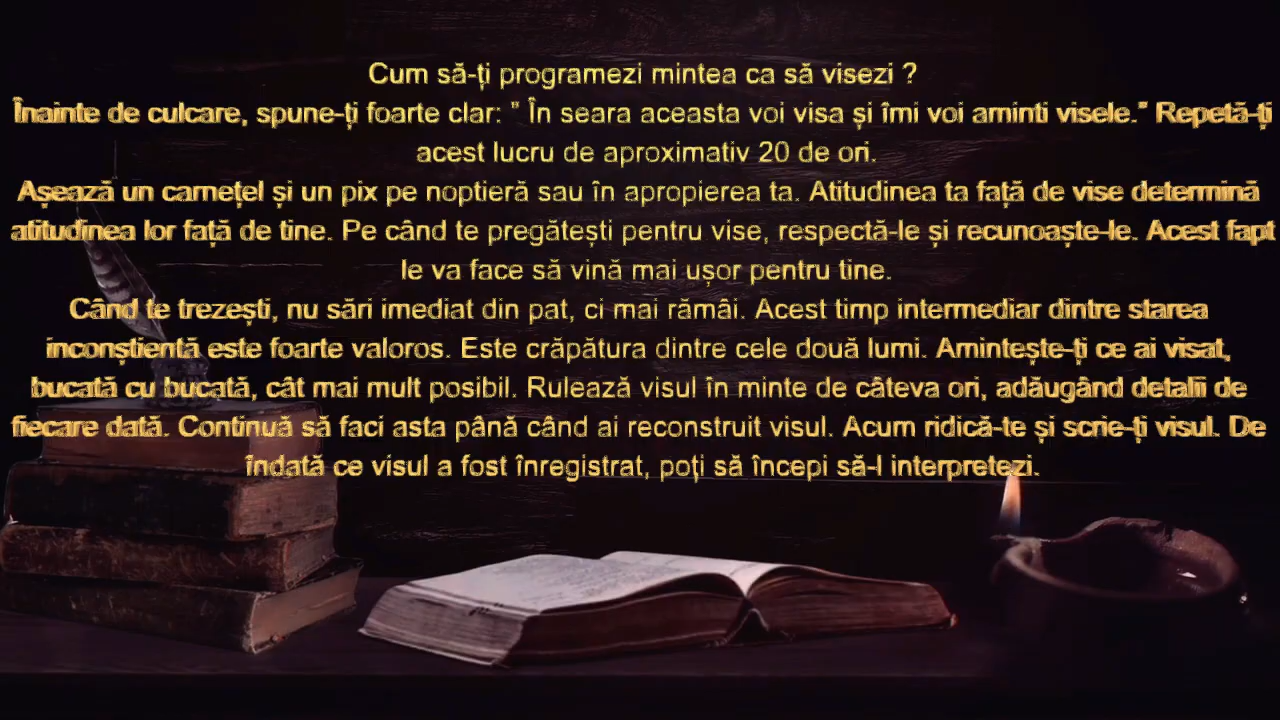 Cum să-ți programezi mintea ca să visezi ?
Înainte de culcare, spune-ți foarte clar: " În seara aceasta voi visa și îmi voi aminti visele." Repetă-ți
acest lucru de aproximativ 20 de ori.
Așează un carnețel și un pix pe noptieră sau în apropierea ta. Atitudinea ta față de vise determină
atitudinea lor față de tine. Pe când te pregătești pentru vise, respectă-le și recunoaște-le. Acest fapt
le va face să vină mai ușor pentru tine.
Când te trezești, nu sări imediat din pat, ci mai rămâi. Acest timp intermediar dintre starea
inconștientă este foarte valoros. Este crăpătura dintre cele două lumi. Amintește-ți ce ai visat,
bucată cu bucată, cât mai mult posibil. Rulează visul în minte de câteva ori, adăugând detalii de
fiecare dată. Continuă să faci asta până când ai reconstruit visul. Acum ridică-te și scrie-ți visul. De
îndată ce visul a fost înregistrat, poți să începi să-l interpretezi.